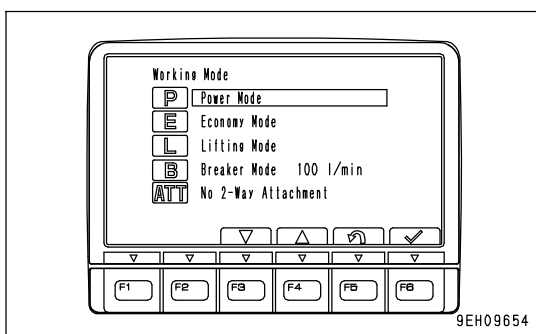 Working Mode
P Power Mode
E Economy Mode
L Lifting Mode
B Breaker Mode 100 l/min
ATT No 2-Way Attachment
F1 F2 F3 F4 F5 F6
9EH09654